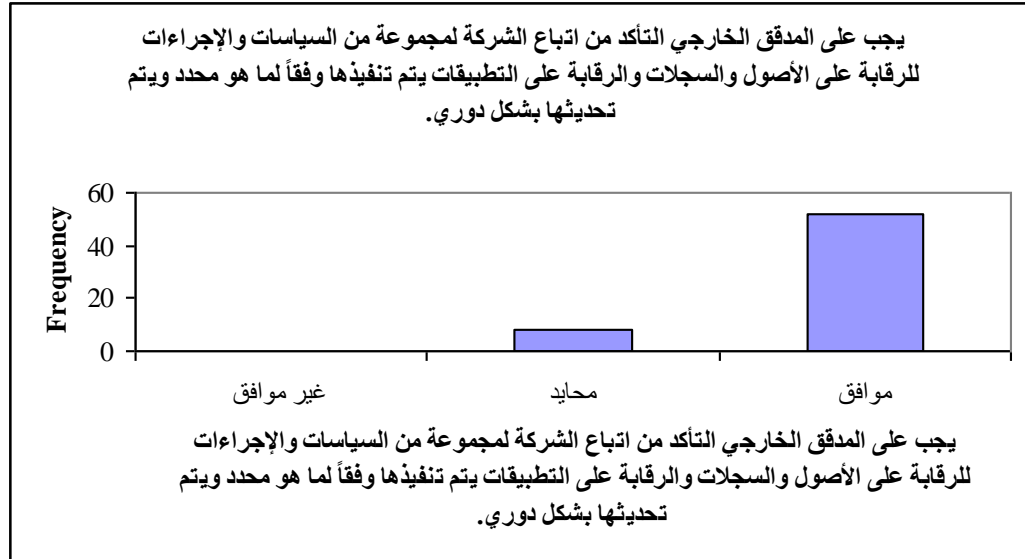 يجب على المدقق الخارجي التأكد من اتباع الشركة لمجموعة من السياسات والإجراءات
للرقابة على الأصول والسجلات والرقابة على التطبيقات يتم تنفيذها وفقاً لما هو محدد ويتم
تحديثها بشكل دوري.
Frequency
60
40
20
0
غير موافق
محايد
موافق
يجب على المدقق الخارجي التأكد من اتباع الشركة لمجموعة من السياسات والإجراءات
للرقابة على الأصول والسجلات والرقابة على التطبيقات يتم تنفيذها وفقاً لما هو محدد ويتم
تحديثها بشكل دوري.